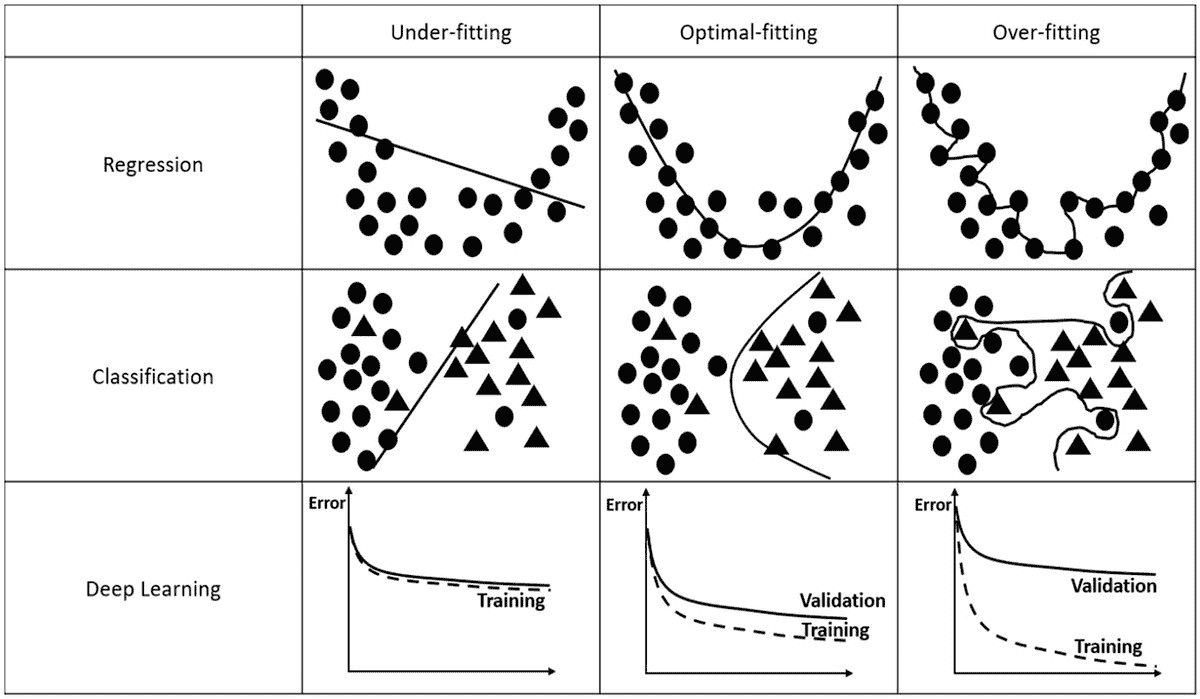 Under-fitting
Optimal-fitting
Over-fitting
Regression
Classification
Deep Learning
Error
Training
Error
Validation
Training
Error
Validation
Training